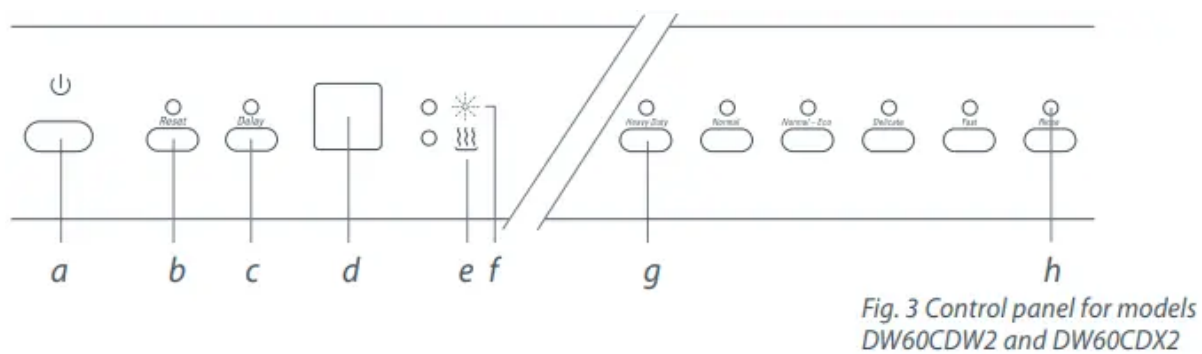 Reset Delay Heavy Duty Normal Normal - Eco Delicate Fast Rinse
a b c d e f g h
Fig. 3 Control panel for models
DW60CDW2 and DW60CDX2